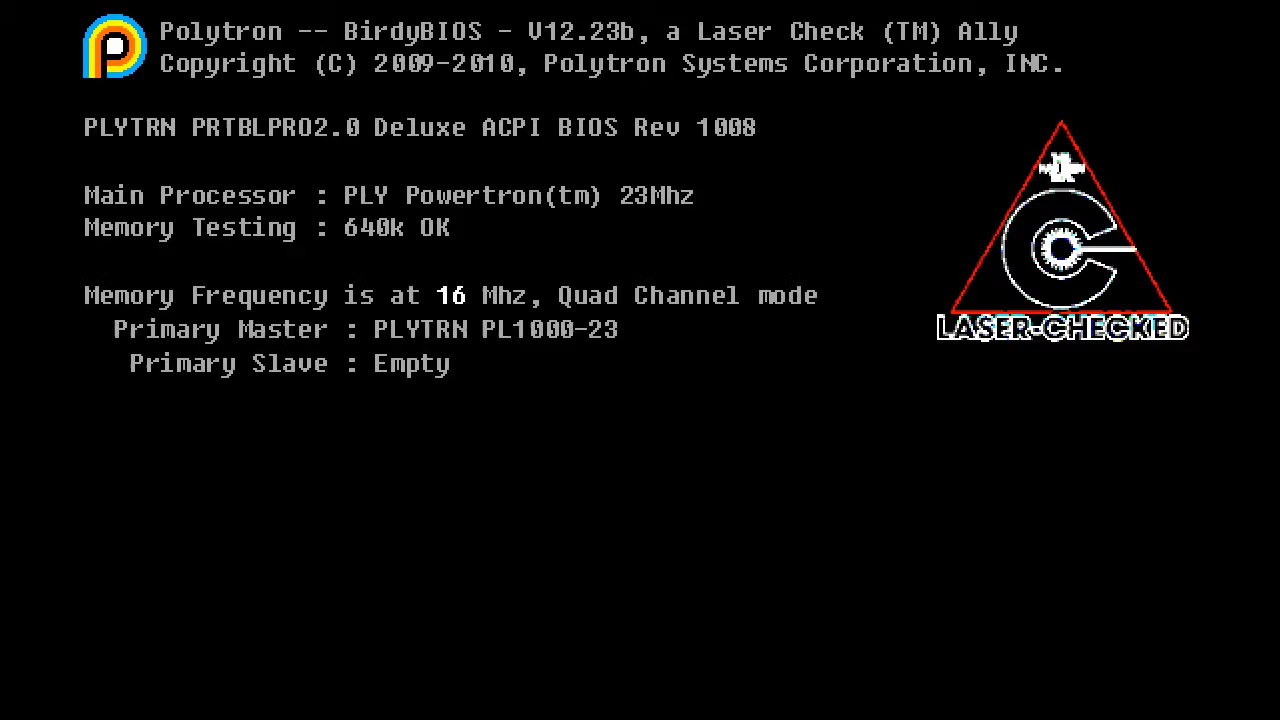 Polytron -- BirdyBIOS - V12.23b, a Laser Check (TM) Ally
Copyright (C) 2009-2010, Polytron Systems Corporation, INC.
PLYTRN PRTBLPRO2.0 Deluxe ACPI BIOS Rev 1008
Main Processor : PLY Powertron(tm) 23Mhz
Memory Testing : 640k OK
Memory Frequency is at 16 Mhz, Quad Channel mode
Primary Master : PLYTRN PL1000-23
Primary Slave : Empty
LASER-CHECKED